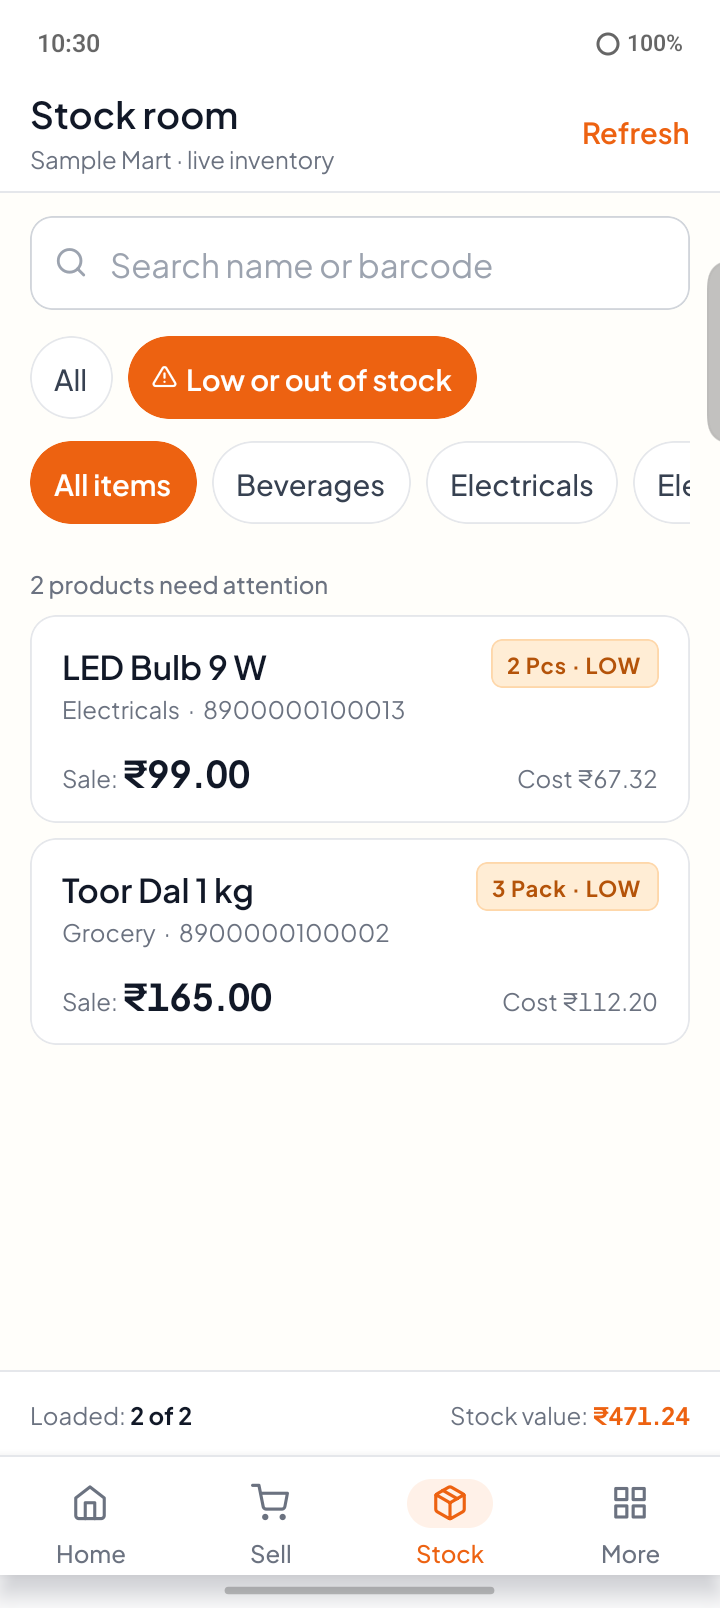 10:30
100%
Stock room
Refresh
Sample Mart · live inventory
Search name or barcode
All
Low or out of stock
All items
Beverages
Electricals
Ele
2 products need attention
LED Bulb 9 W
2 Pcs · LOW
Electricals · 8900000100013
Sale: ₹99.00
Cost ₹67.32
Toor Dal 1 kg
3 Pack · LOW
Grocery · 8900000100002
Sale: ₹165.00
Cost ₹112.20
Loaded: 2 of 2
Stock value: ₹471.24
Home
Sell
Stock
More